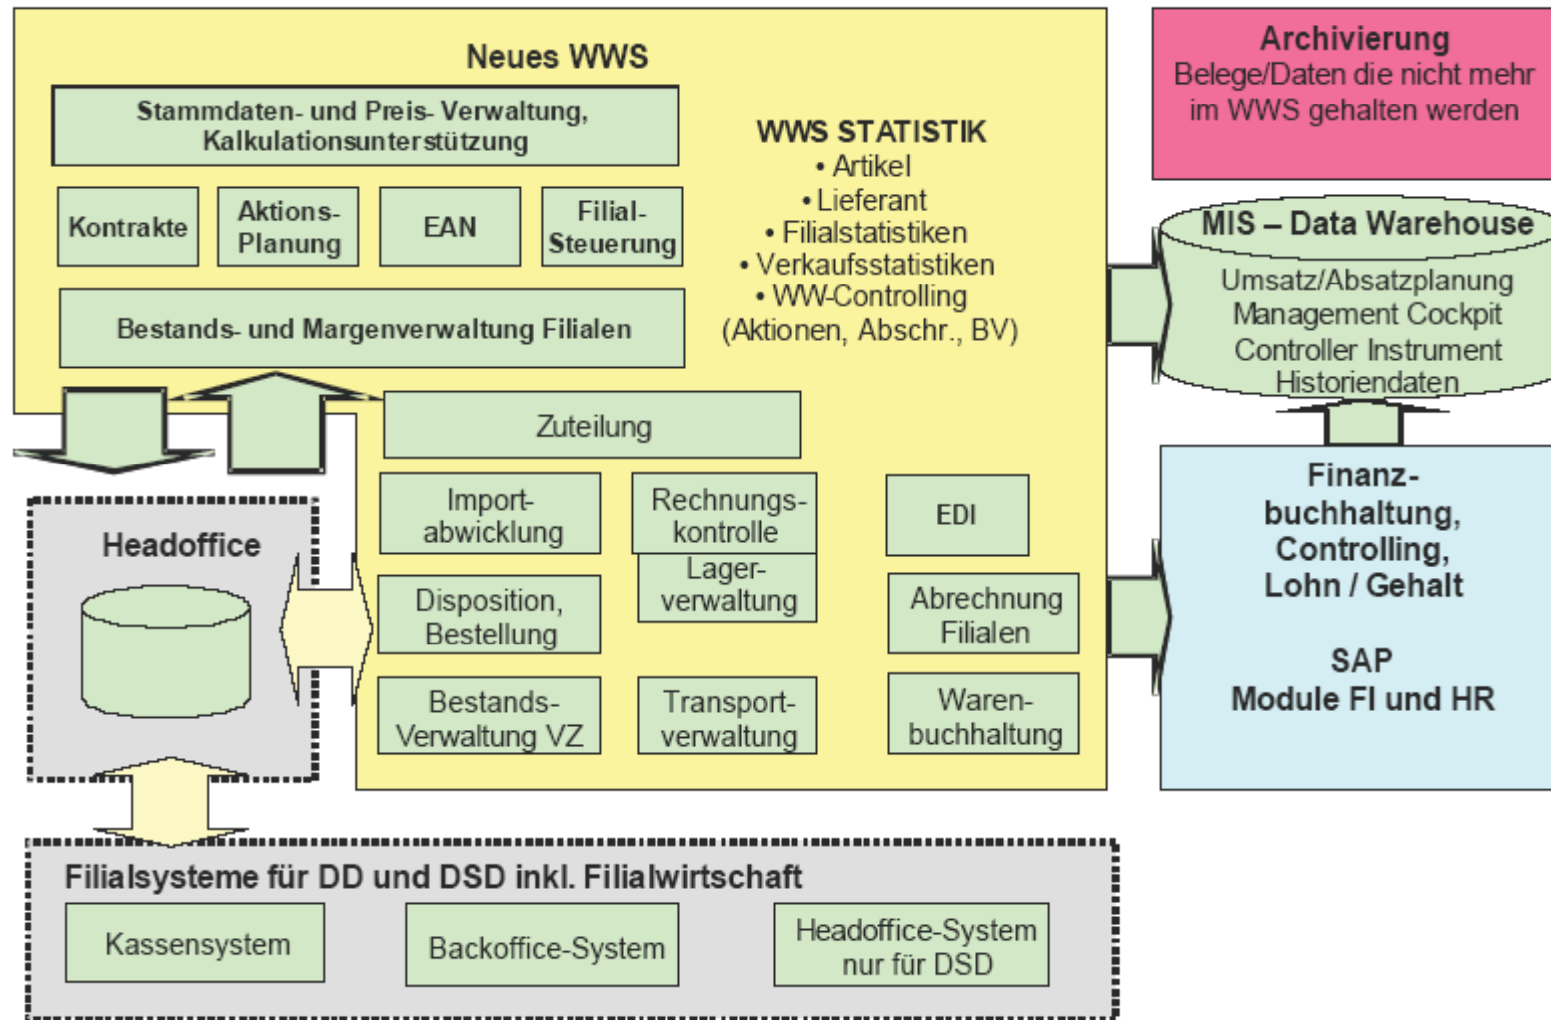 Neues WWS
Stammdaten- und Preis- Verwaltung,
Kalkulationsunterstützung
Kontrakte
Aktions-
Planung
EAN
Filial-
Steuerung
Bestands- und Margenverwaltung Filialen
WWS STATISTIK
• Artikel
• Lieferant
• Filialstatistiken
• Verkaufsstatistiken
• WW-Controlling
(Aktionen, Abschr., BV)
Archivierung
Belege/Daten die nicht mehr
im WWS gehalten werden
MIS – Data Warehouse
Umsatz/Absatzplanung
Management Cockpit
Controller Instrument
Historiendaten
Zuteilung
Import-
abwicklung
Rechnungs-
kontrolle
EDI
Lager-
verwaltung
Disposition,
Bestellung
Abrechnung
Filialen
Bestands-
Verwaltung VZ
Transport-
verwaltung
Waren-
buchhaltung
Finanz-
buchhaltung,
Controlling,
Lohn / Gehalt
SAP
Module FI und HR
Headoffice
Filialsysteme für DD und DSD inkl. Filialwirtschaft
Kassensystem
Backoffice-System
Headoffice-System
nur für DSD